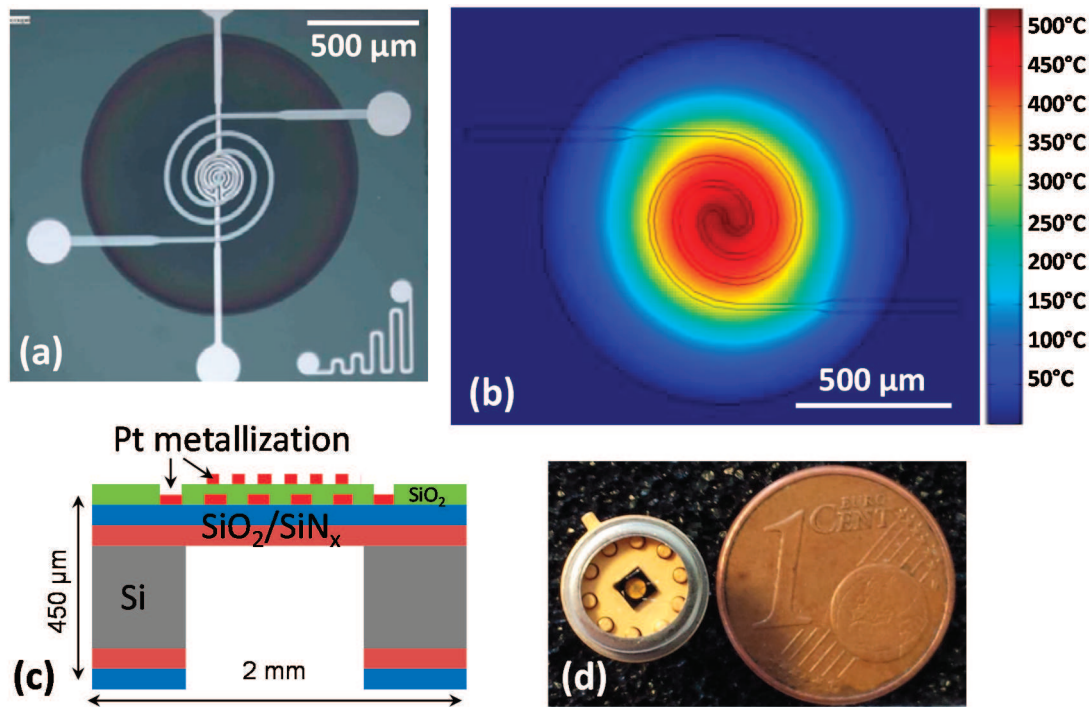 500 µm
(a)
500°C
450°C
400°C
350°C
300°C
250°C
200°C
150°C
100°C
50°C
500 µm
(b)
Pt metallization
SiO₂
SiO₂/SiNₓ
Si
450 µm
2 mm
(c)
1
EURO
CENT
(d)